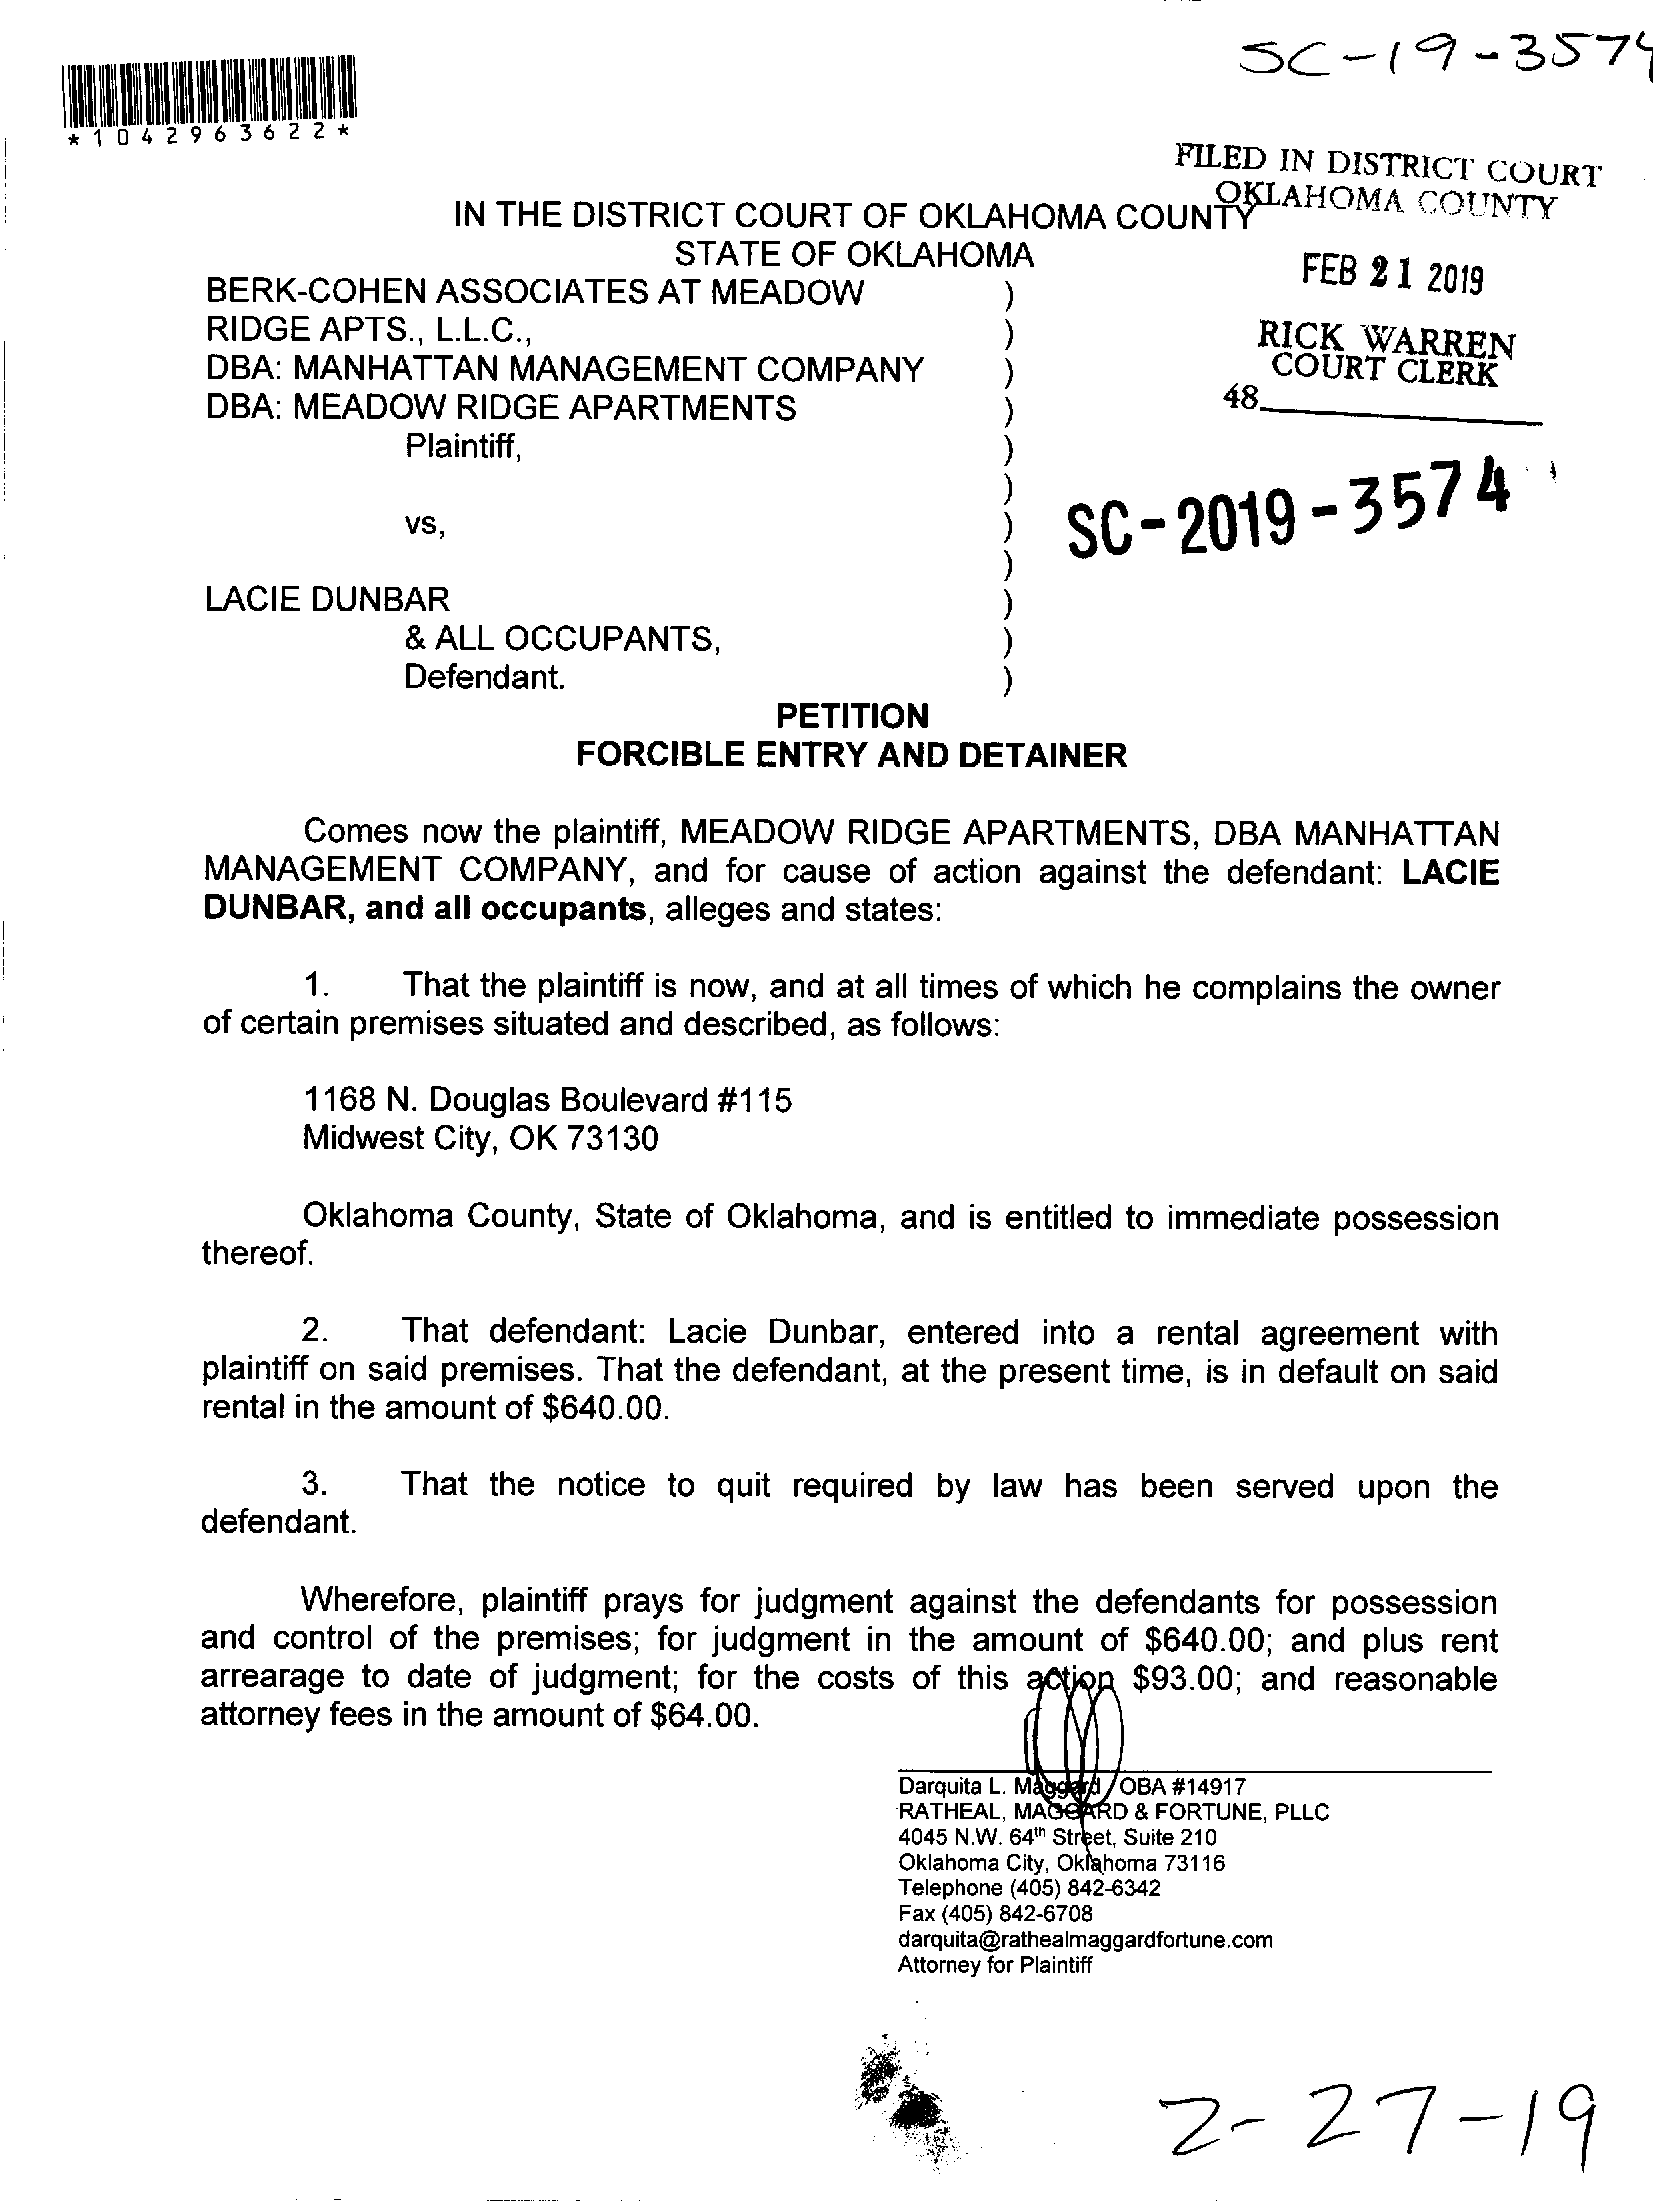 SC-19-3574
*1042963622*
FILED IN DISTRICT COURT
OKLAHOMA COUNTY
IN THE DISTRICT COURT OF OKLAHOMA COUNTY
STATE OF OKLAHOMA
FEB 21 2019
BERK-COHEN ASSOCIATES AT MEADOW )
RIDGE APTS., L.L.C., )
RICK WARREN
COURT CLERK
DBA: MANHATTAN MANAGEMENT COMPANY )
48
DBA: MEADOW RIDGE APARTMENTS )
Plaintiff, )
)
SC-2019-3574
vs, )
)
LACIE DUNBAR )
& ALL OCCUPANTS, )
Defendant. )
PETITION
FORCIBLE ENTRY AND DETAINER
Comes now the plaintiff, MEADOW RIDGE APARTMENTS, DBA MANHATTAN
MANAGEMENT COMPANY, and for cause of action against the defendant: LACIE
DUNBAR, and all occupants, alleges and states:
1. That the plaintiff is now, and at all times of which he complains the owner
of certain premises situated and described, as follows:
1168 N. Douglas Boulevard #115
Midwest City, OK 73130
Oklahoma County, State of Oklahoma, and is entitled to immediate possession
thereof.
2. That defendant: Lacie Dunbar, entered into a rental agreement with
plaintiff on said premises. That the defendant, at the present time, is in default on said
rental in the amount of $640.00.
3. That the notice to quit required by law has been served upon the
defendant.
Wherefore, plaintiff prays for judgment against the defendants for possession
and control of the premises; for judgment in the amount of $640.00; and plus rent
arrearage to date of judgment; for the costs of this action $93.00; and reasonable
attorney fees in the amount of $64.00.
Darquita L. Maggard, OBA #14917
RATHEAL, MAGGARD & FORTUNE, PLLC
4045 N.W. 64th Street, Suite 210
Oklahoma City, Oklahoma 73116
Telephone (405) 842-6342
Fax (405) 842-6708
darquita@rathealmaggardfortune.com
Attorney for Plaintiff
2-27-19